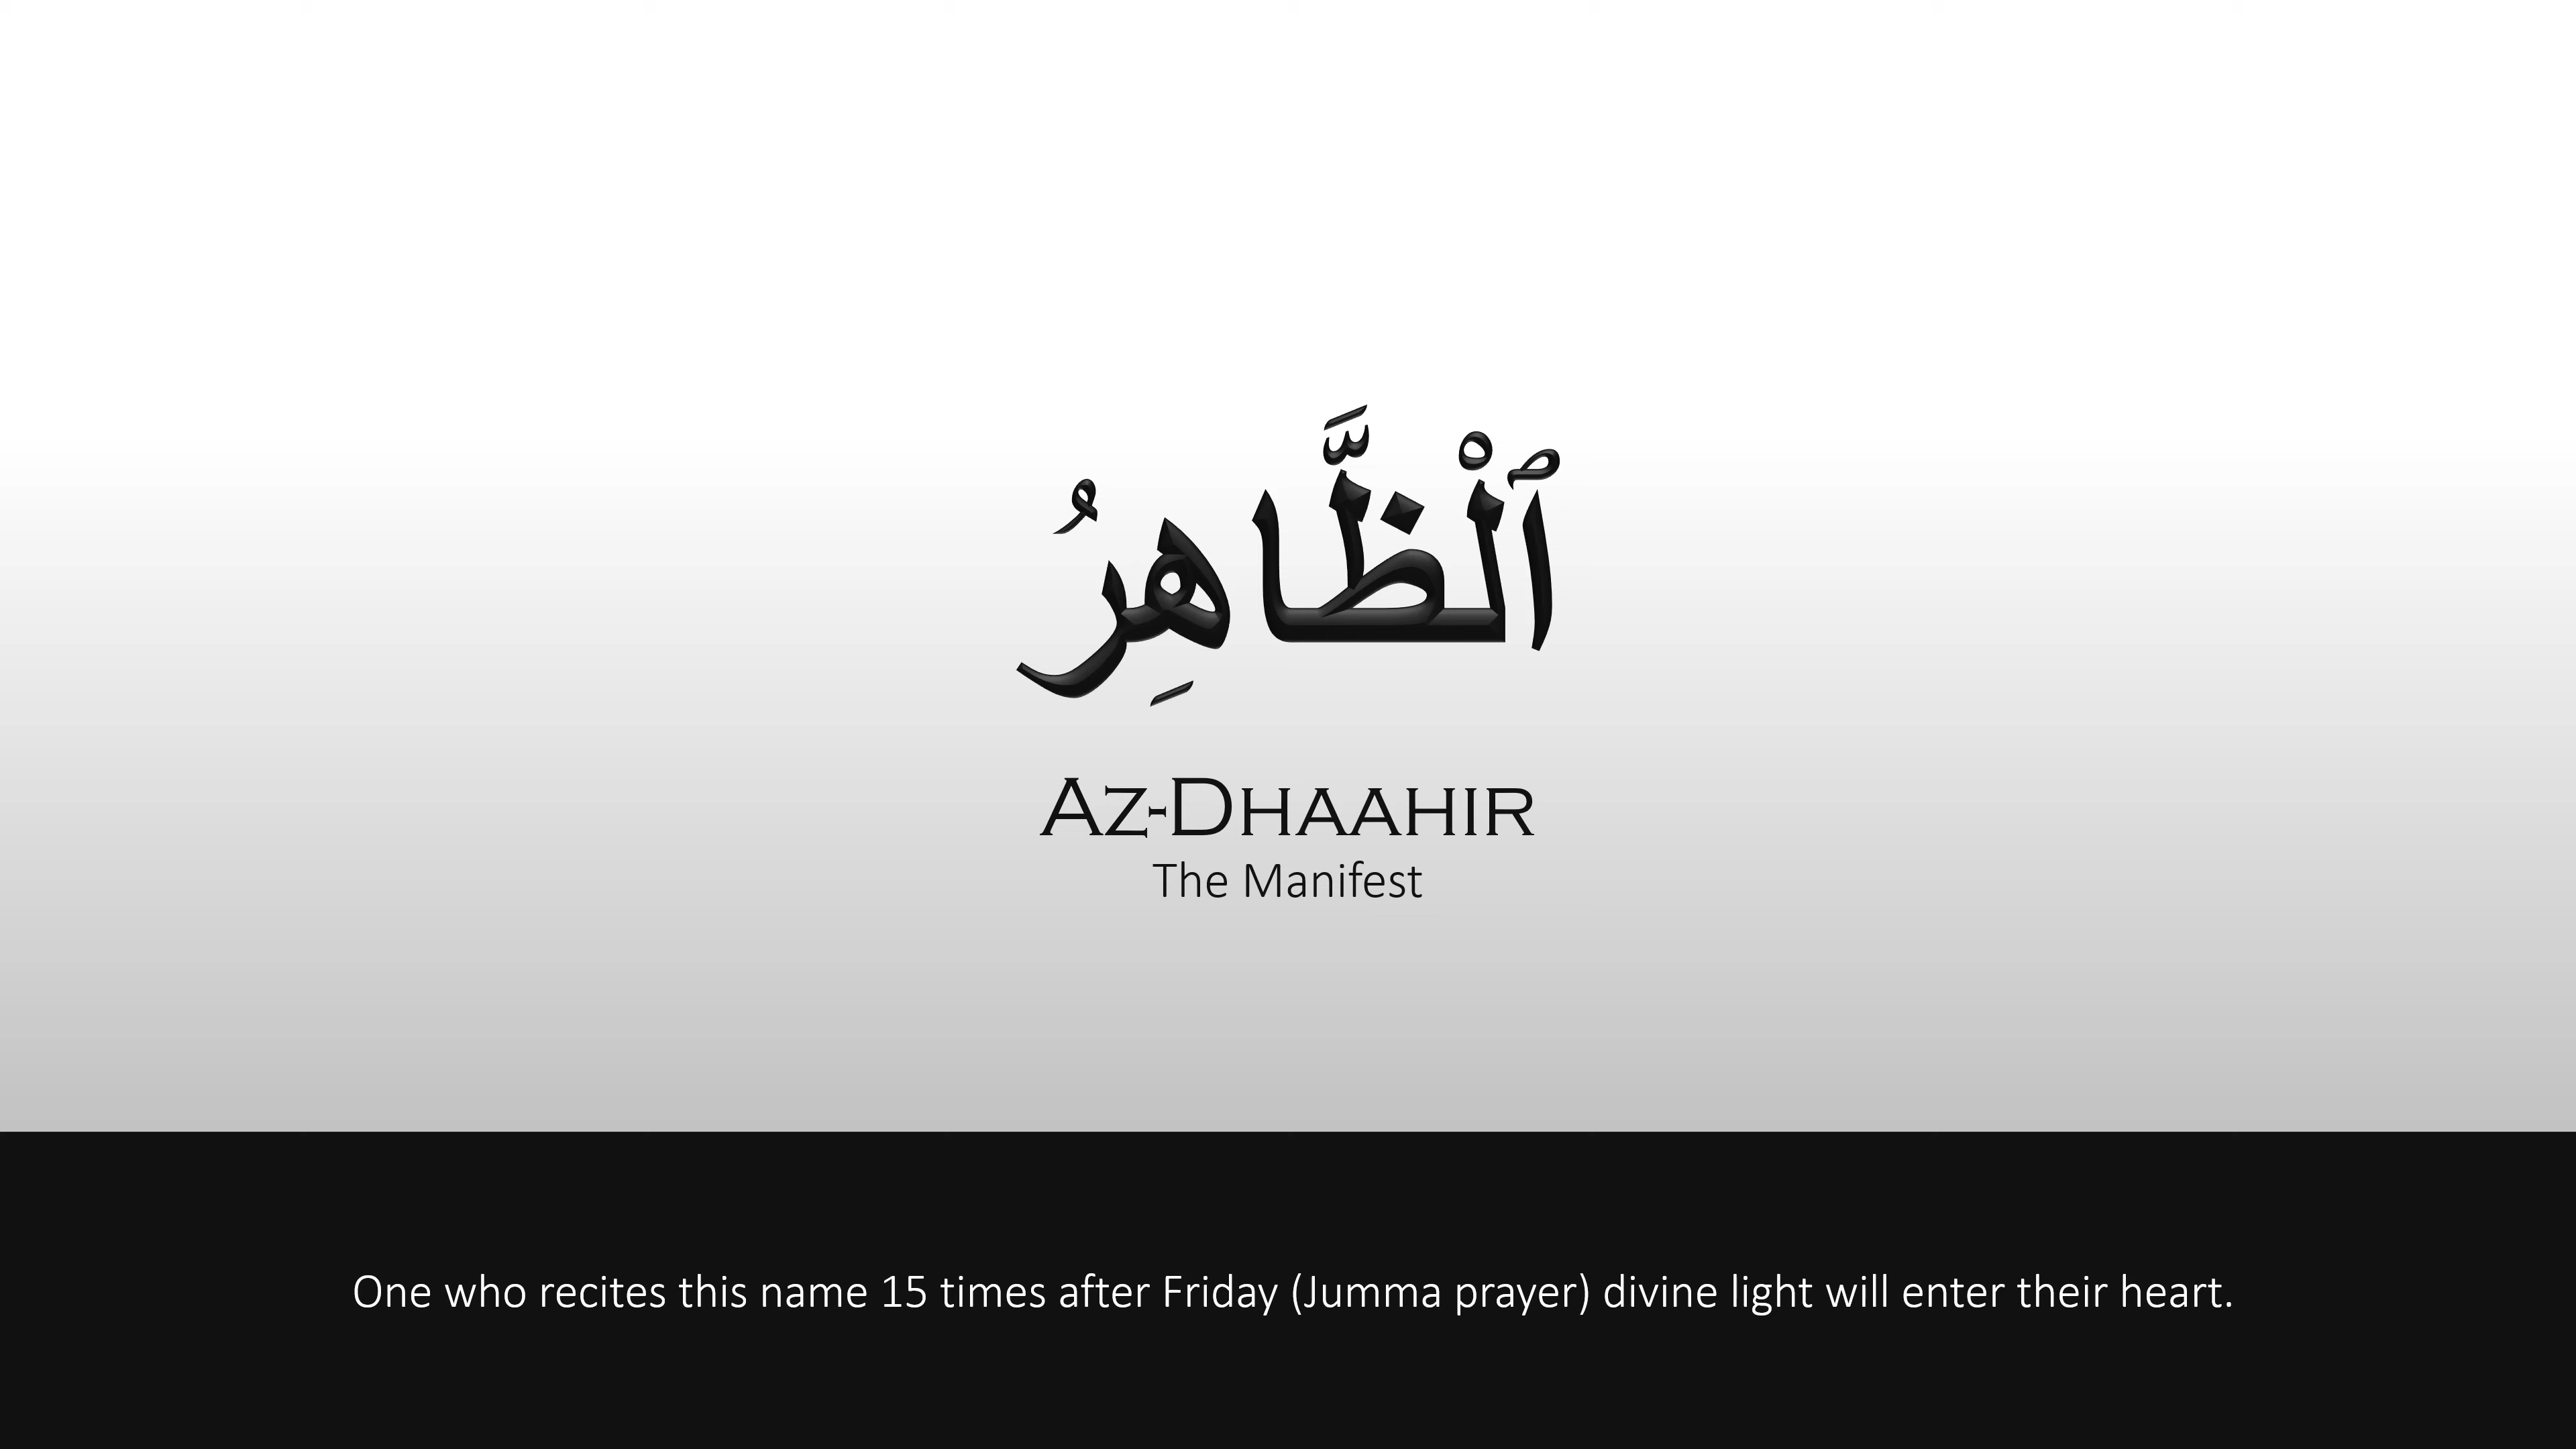 ٱلْظَّاهِرُ
Az-Dhaahir
The Manifest
One who recites this name 15 times after Friday (Jumma prayer) divine light will enter their heart.